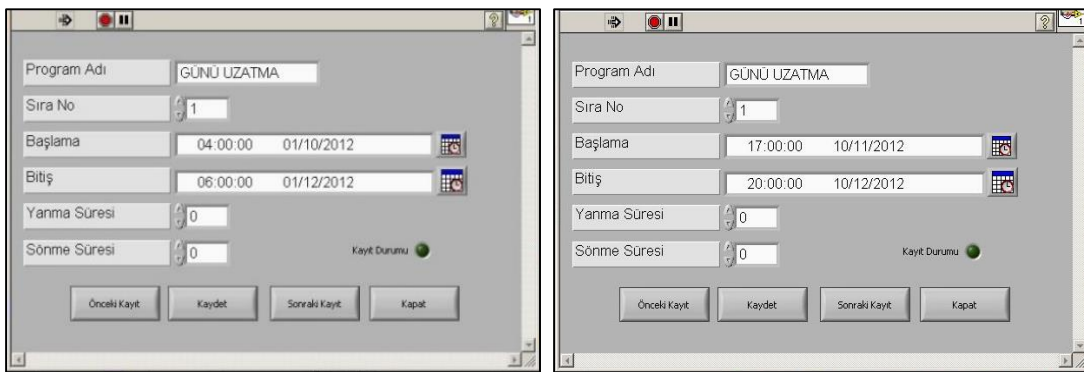 Program Adı GÜNÜ UZATMA
Sıra No 1
Başlama 04:00:00 01/10/2012
Bitiş 06:00:00 01/12/2012
Yanma Süresi 0
Sönme Süresi 0 Kayıt Durumu
Önceki Kayıt Kaydet Sonraki Kayıt Kapat
Program Adı GÜNÜ UZATMA
Sıra No 1
Başlama 17:00:00 10/11/2012
Bitiş 20:00:00 10/12/2012
Yanma Süresi 0
Sönme Süresi 0 Kayıt Durumu
Önceki Kayıt Kaydet Sonraki Kayıt Kapat